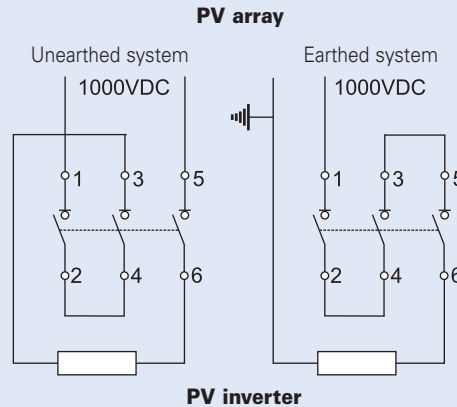 PV array
Unearthed system Earthed system
1000VDC 1000VDC
1 3 5 1 3 5
2 4 6 2 4 6
PV inverter